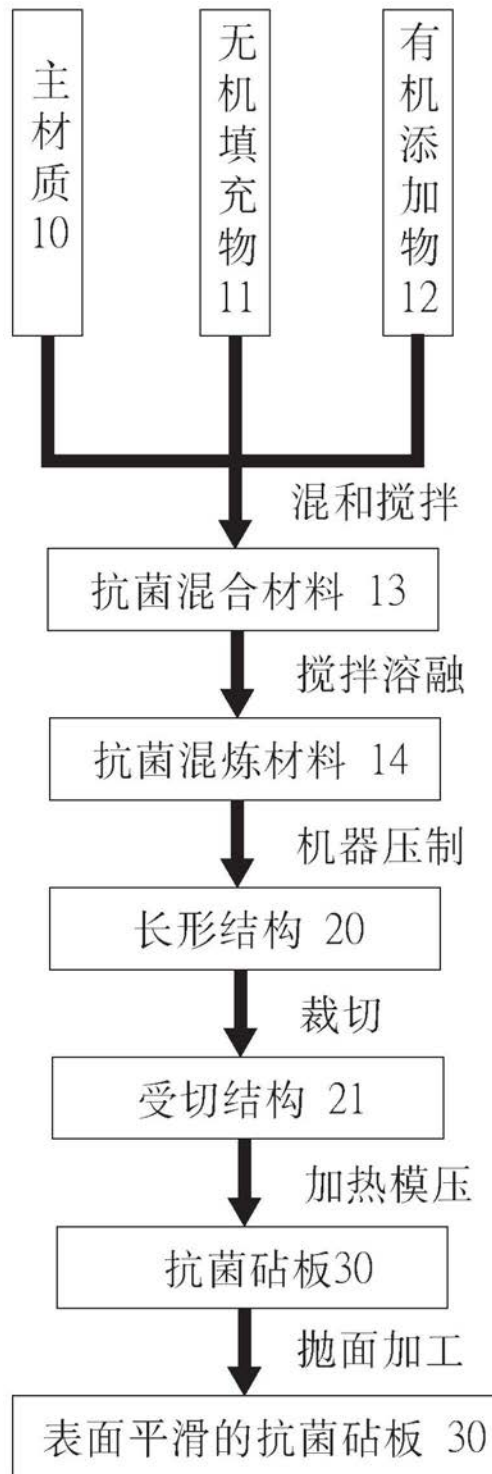 主材质10
无机填充物11
有机添加物12
混和搅拌
抗菌混合材料 13
搅拌溶融
抗菌混炼材料 14
机器压制
长形结构 20
裁切
受切结构 21
加热模压
抗菌砧板30
抛面加工
表面平滑的抗菌砧板 30